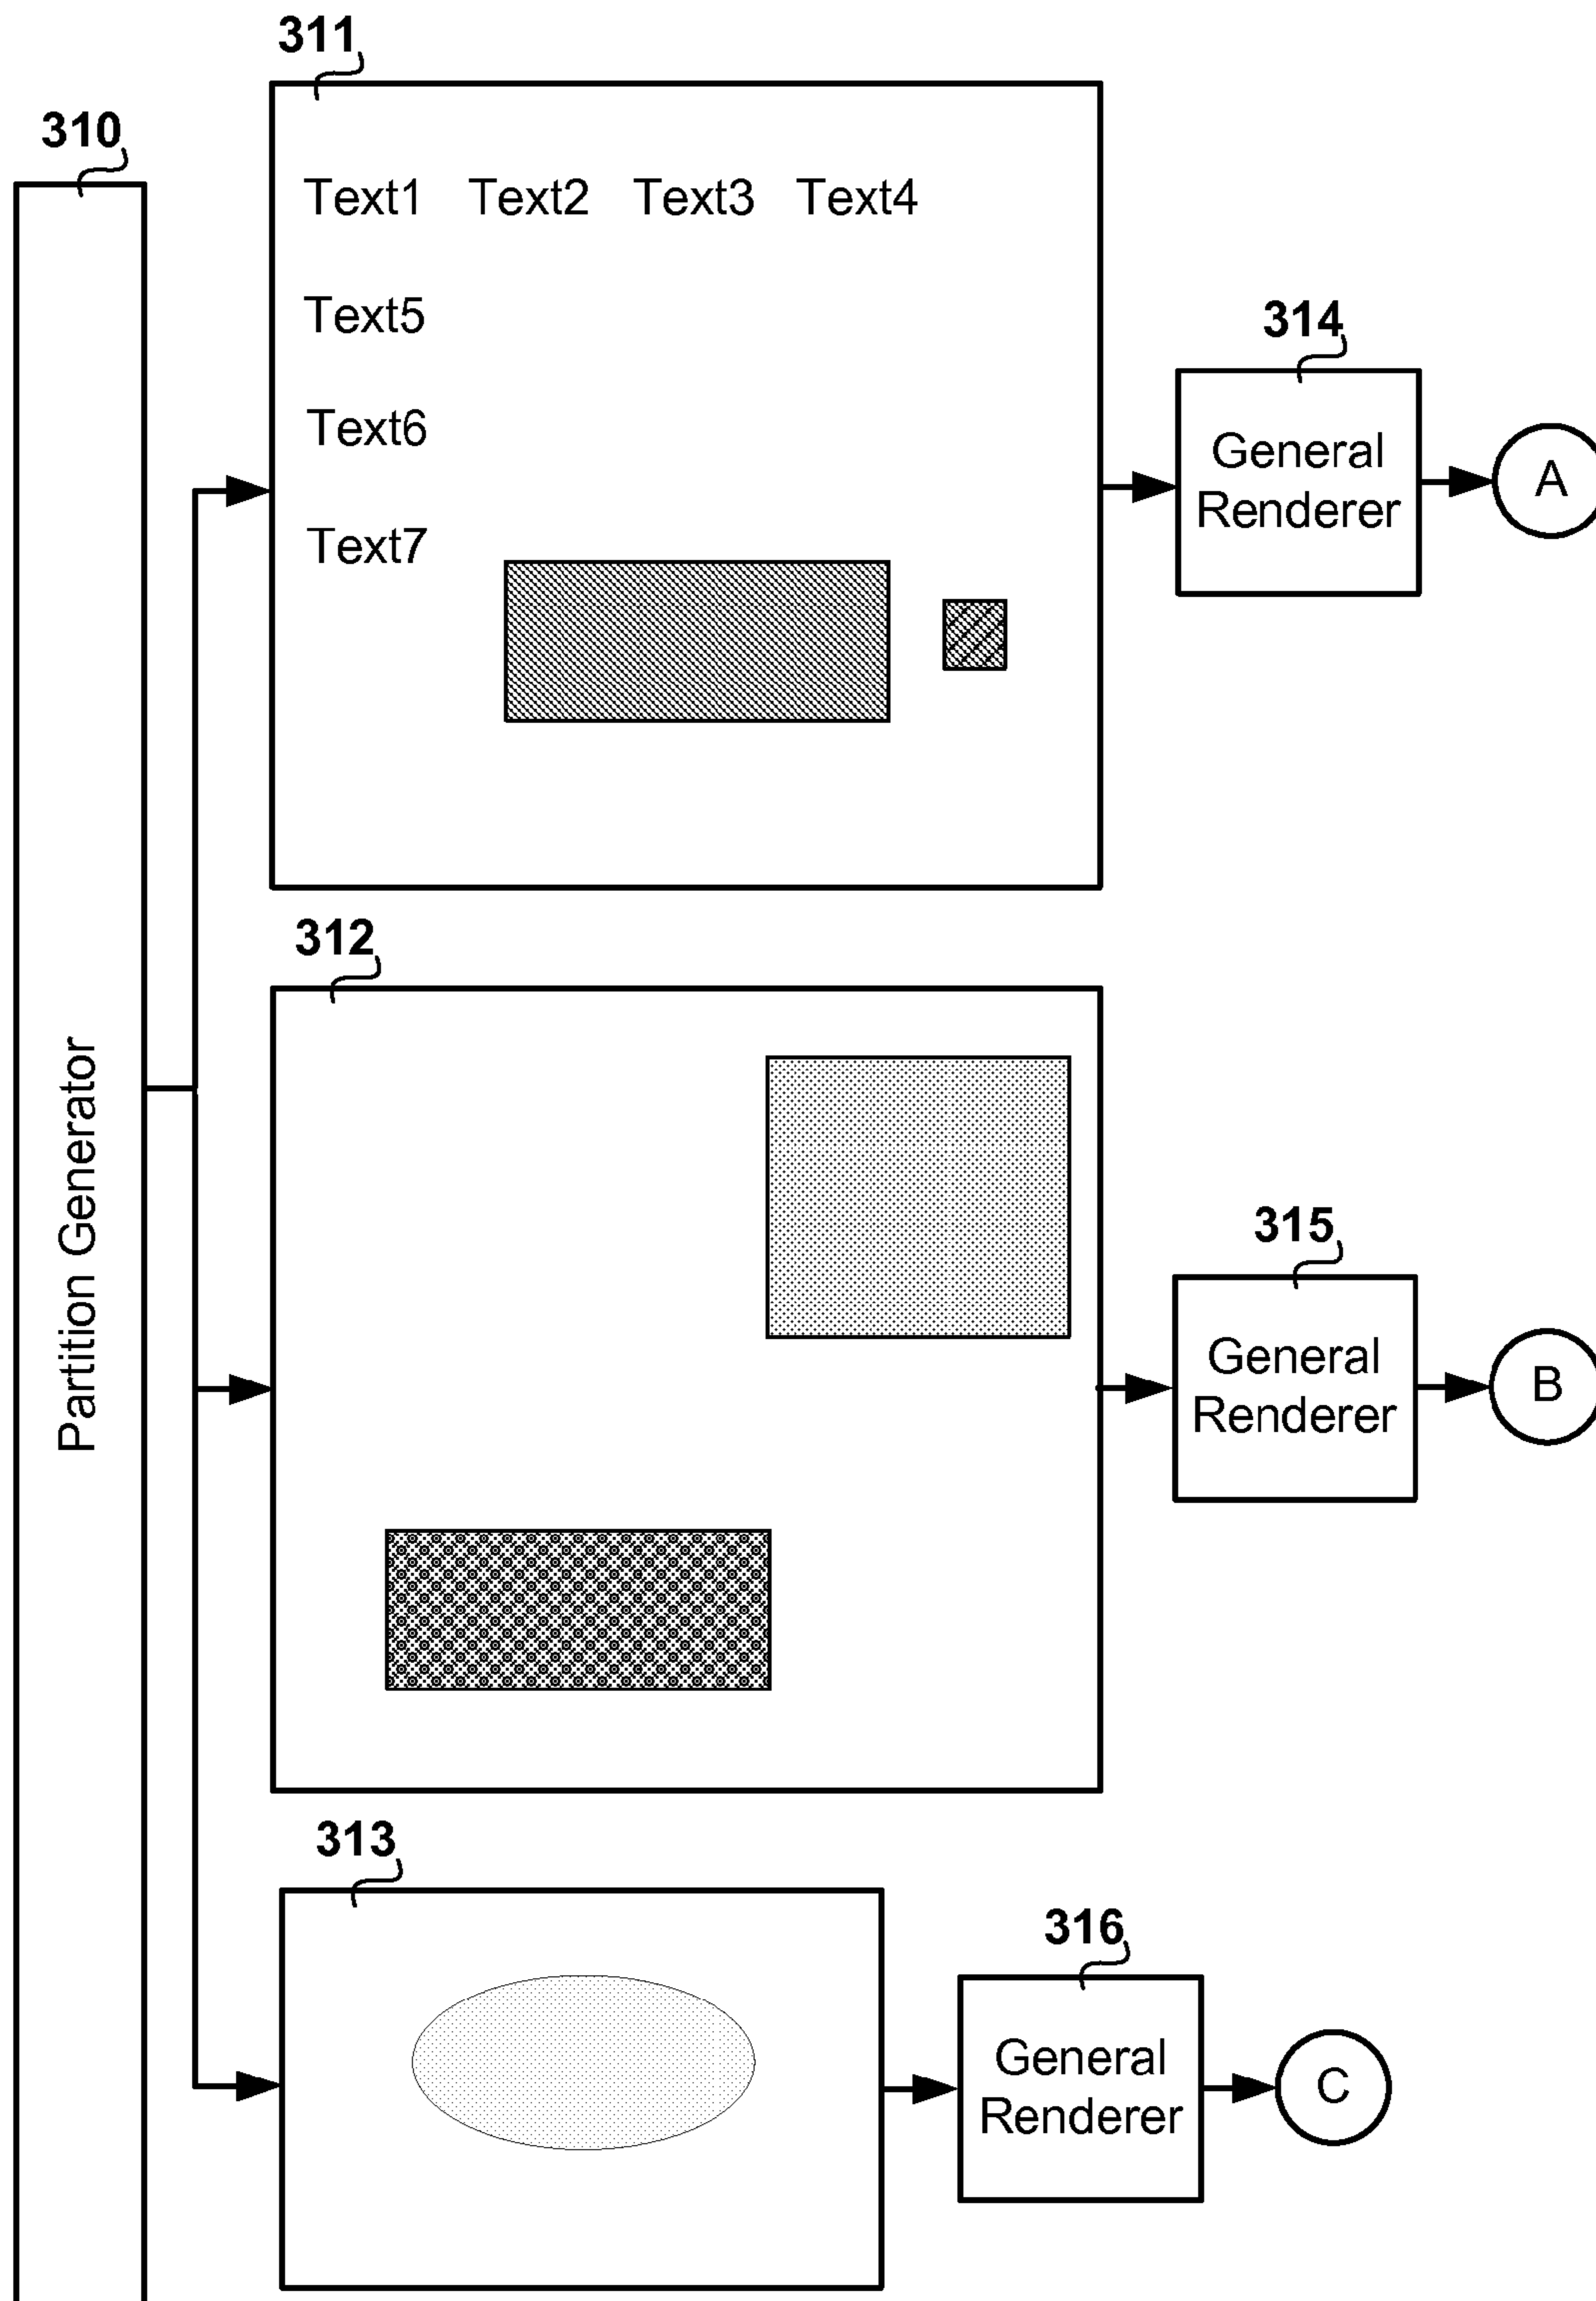 311
310
Text1 Text2 Text3 Text4
Text5
Text6
Text7
314
General
Renderer
A
312
Partition Generator
315
General
Renderer
B
313
316
General
Renderer
C